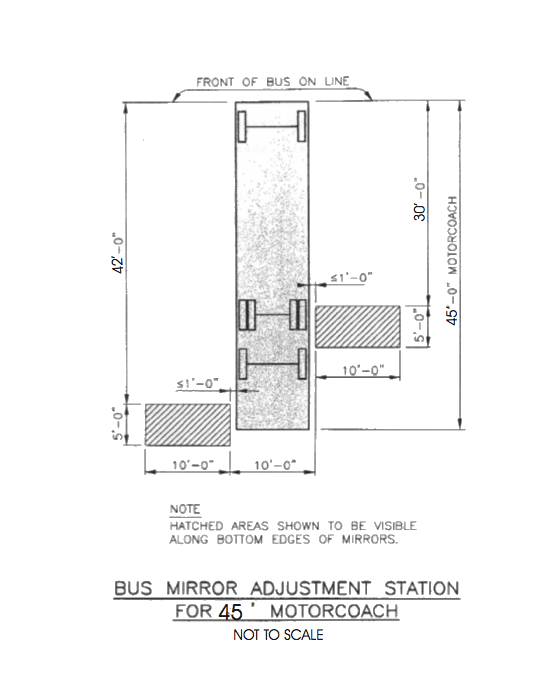 FRONT OF BUS ON LINE
42'-0"
30'-0"
45'-0" MOTORCOACH
≤1'-0"
5'-0"
10'-0"
≤1'-0"
5'-0"
10'-0"
10'-0"
NOTE
HATCHED AREAS SHOWN TO BE VISIBLE
ALONG BOTTOM EDGES OF MIRRORS.
BUS MIRROR ADJUSTMENT STATION
FOR 45 ' MOTORCOACH
NOT TO SCALE